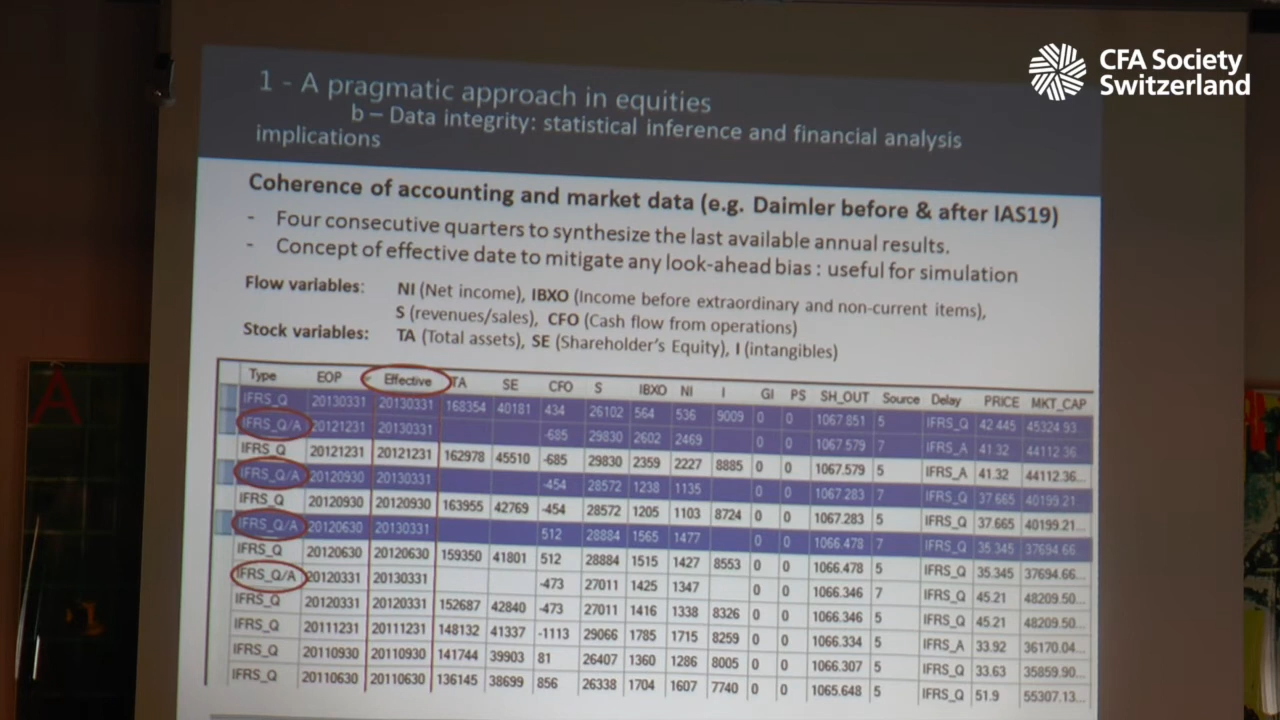 CFA Society
Switzerland
1 - A pragmatic approach in equities
b – Data integrity: statistical inference and financial analysis
implications
Coherence of accounting and market data (e.g. Daimler before & after IAS19)
- Four consecutive quarters to synthesize the last available annual results.
- Concept of effective date to mitigate any look-ahead bias : useful for simulation
Flow variables: NI (Net income), IBXO (Income before extraordinary and non-current items),
S (revenues/sales), CFO (Cash flow from operations)
Stock variables: TA (Total assets), SE (Shareholder's Equity), I (intangibles)
Type EOP Effective TA SE CFO S IBXO NI I GI PS SH_OUT Source Delay PRICE MKT_CAP
IFRS_Q 20130331 20130331 168354 40181 434 26102 564 536 9009 0 0 1067.851 5 IFRS_Q 42.445 45324.93...
IFRS_Q/A 20121231 20130331 -685 29830 2602 2469 0 0 1067.579 7 IFRS_A 41.32 44112.36
IFRS_Q 20121231 20121231 162978 45510 -685 29830 2359 2227 8885 0 0 1067.579 5 IFRS_A 41.32 44112.36...
IFRS_Q/A 20120930 20130331 -454 28572 1238 1135 0 0 1067.283 7 IFRS_Q 37.665 40199.21
IFRS_Q 20120930 20120930 163955 42769 -454 28572 1205 1103 8724 0 0 1067.283 5 IFRS_Q 37.665 40199.21...
IFRS_Q/A 20120630 20130331 512 28884 1565 1477 0 0 1066.478 7 IFRS_Q 35.345 37694.66
IFRS_Q 20120630 20120630 159350 41801 512 28884 1515 1427 8553 0 0 1066.478 5 IFRS_Q 35.345 37694.66...
IFRS_Q/A 20120331 20130331 -473 27011 1425 1347 0 0 1066.346 7 IFRS_Q 45.21 48209.50...
IFRS_Q 20120331 20120331 152687 42840 -473 27011 1416 1338 8326 0 0 1066.346 5 IFRS_Q 45.21 48209.50...
IFRS_Q 20111231 20111231 148132 41337 -1113 29066 1785 1715 8259 0 0 1066.334 5 IFRS_A 33.92 36170.04...
IFRS_Q 20110930 20110930 141744 39903 81 26407 1360 1286 8005 0 0 1066.307 5 IFRS_Q 33.63 35859.90...
IFRS_Q 20110630 20110630 136145 38699 856 26338 1704 1607 7740 0 0 1065.648 5 IFRS_Q 51.9 55307.13...
A